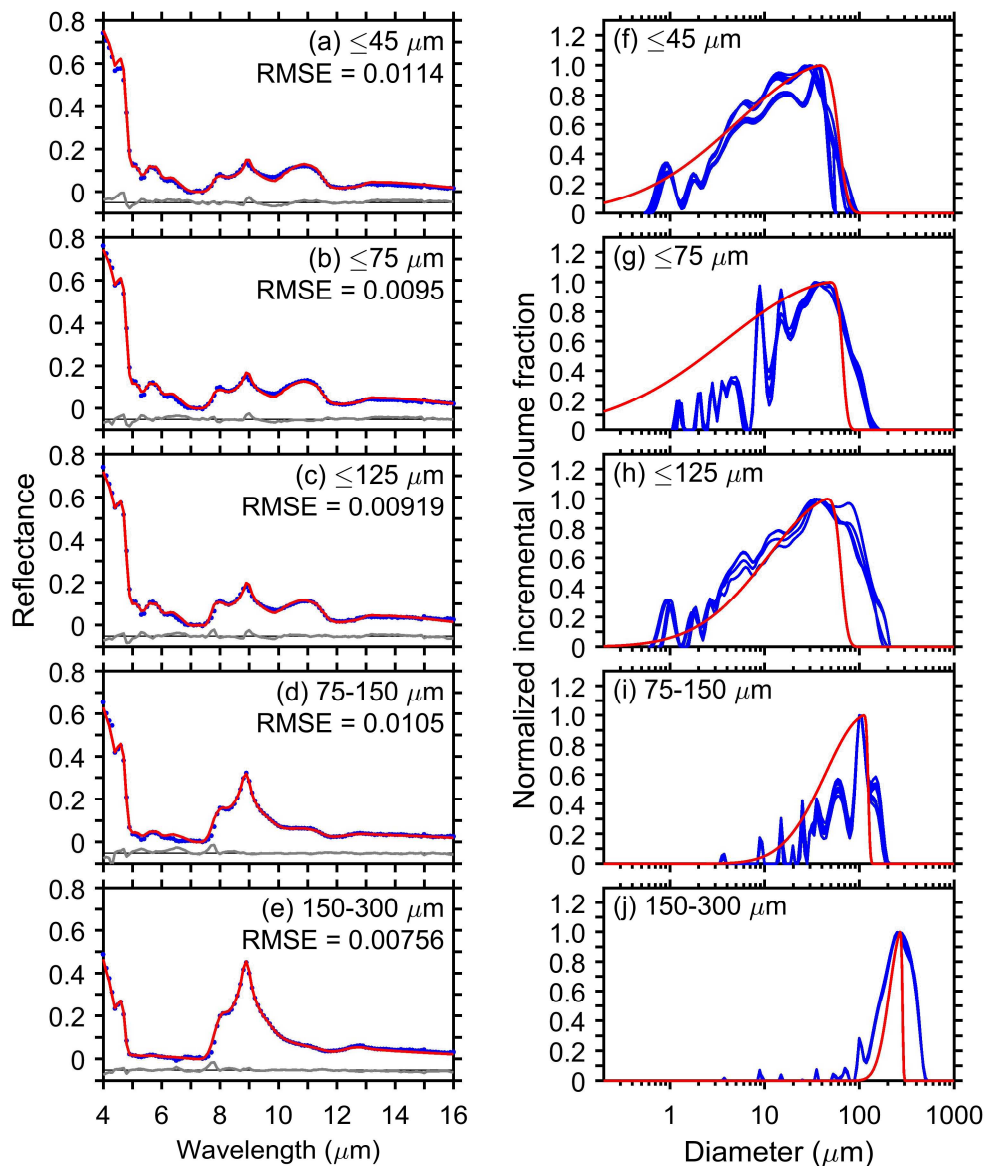 0.8
0.6
0.4
0.2
0
(a) ≤45 μm
RMSE = 0.0114
0.8
0.6
0.4
0.2
0
(b) ≤75 μm
RMSE = 0.0095
0.8
0.6
0.4
0.2
0
(c) ≤125 μm
RMSE = 0.00919
0.8
0.6
0.4
0.2
0
(d) 75-150 μm
RMSE = 0.0105
0.8
0.6
0.4
0.2
0
(e) 150-300 μm
RMSE = 0.00756
4 6 8 10 12 14 16
Wavelength (μm)
Reflectance
1.2
1.0
0.8
0.6
0.4
0.2
0
(f) ≤45 μm
1.2
1.0
0.8
0.6
0.4
0.2
0
(g) ≤75 μm
1.2
1.0
0.8
0.6
0.4
0.2
0
(h) ≤125 μm
1.2
1.0
0.8
0.6
0.4
0.2
0
(i) 75-150 μm
1.2
1.0
0.8
0.6
0.4
0.2
0
(j) 150-300 μm
1 10 100 1000
Diameter (μm)
Normalized incremental volume fraction